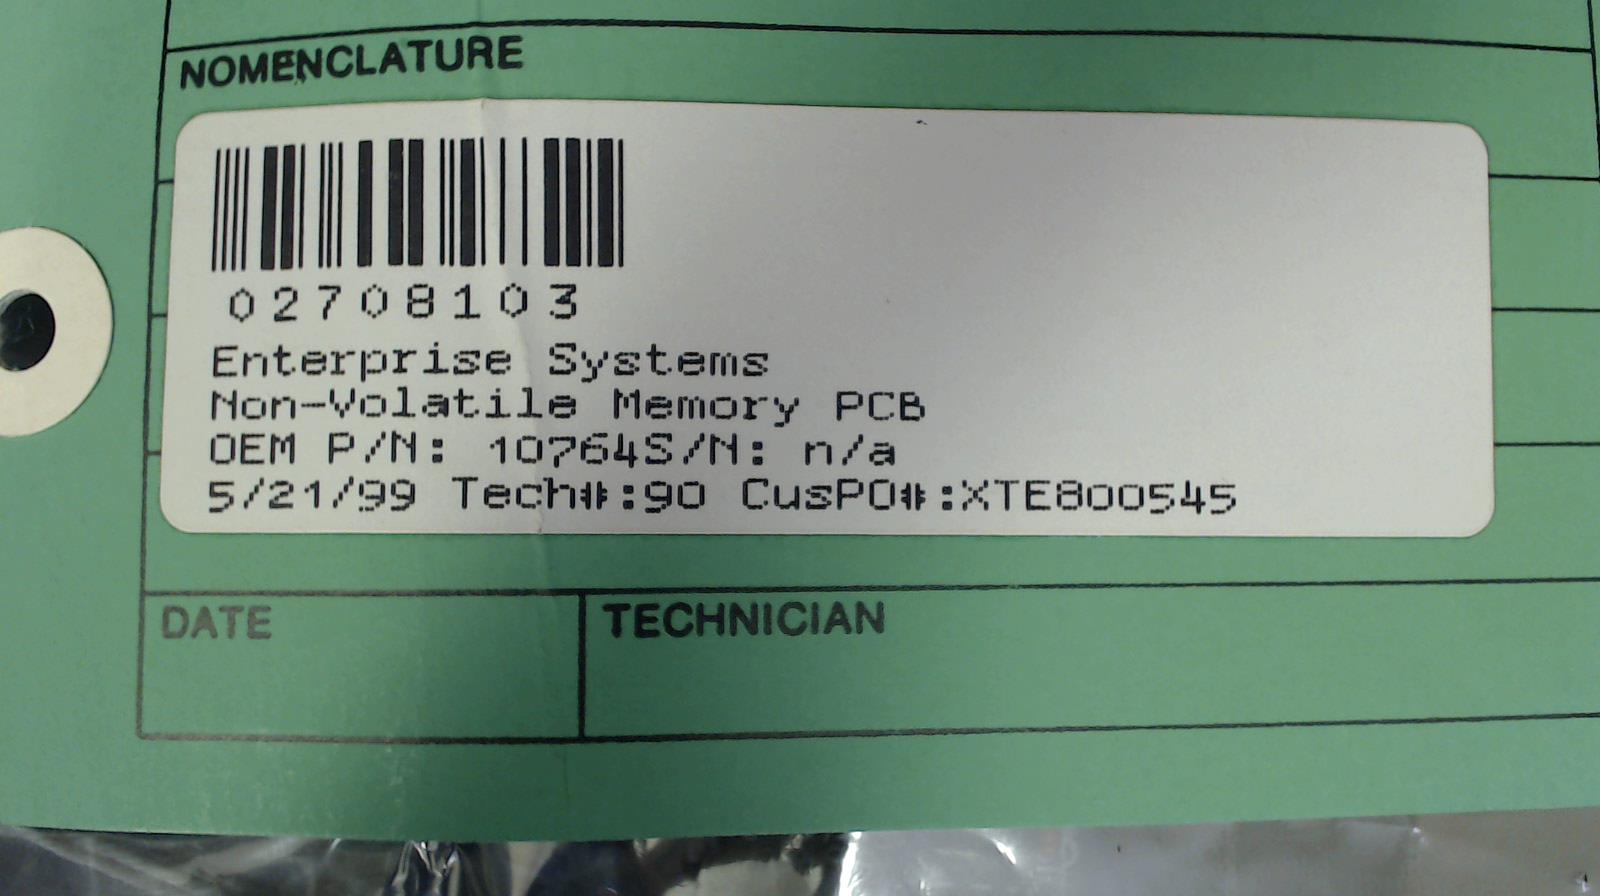 NOMENCLATURE
02708103
Enterprise Systems
Non-Volatile Memory PCB
OEM P/N: 10764S/N: n/a
5/21/99 Tech#:90 CusPO#:XTE800545
DATE
TECHNICIAN